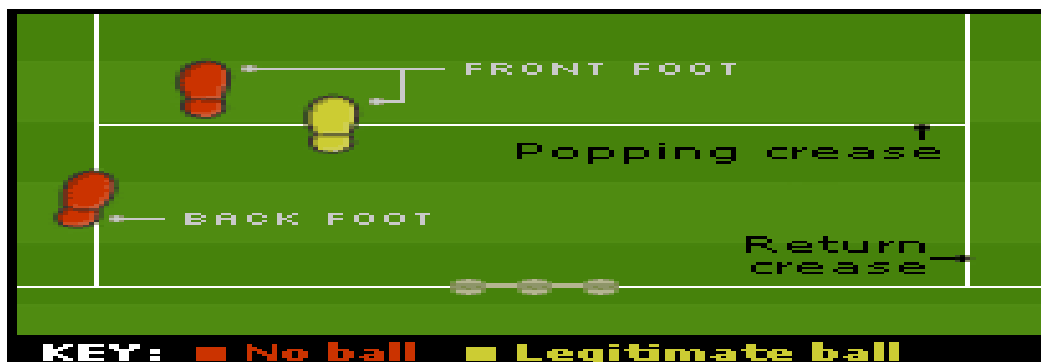 FRONT FOOT
Popping crease
BACK FOOT
Return
crease
KEY: No ball Legitimate ball